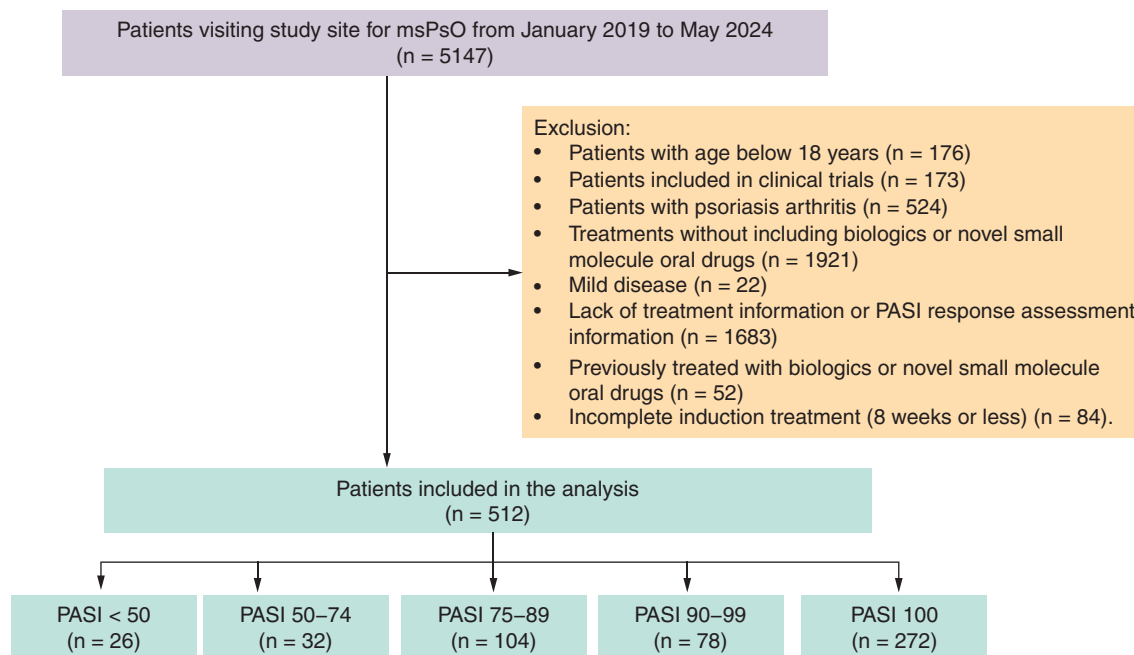 Patients visiting study site for msPsO from January 2019 to May 2024
(n = 5147)
Exclusion:
• Patients with age below 18 years (n = 176)
• Patients included in clinical trials (n = 173)
• Patients with psoriasis arthritis (n = 524)
• Treatments without including biologics or novel small
molecule oral drugs (n = 1921)
• Mild disease (n = 22)
• Lack of treatment information or PASI response assessment
information (n = 1683)
• Previously treated with biologics or novel small molecule
oral drugs (n = 52)
• Incomplete induction treatment (8 weeks or less) (n = 84).
Patients included in the analysis
(n = 512)
PASI < 50
(n = 26)
PASI 50–74
(n = 32)
PASI 75–89
(n = 104)
PASI 90–99
(n = 78)
PASI 100
(n = 272)